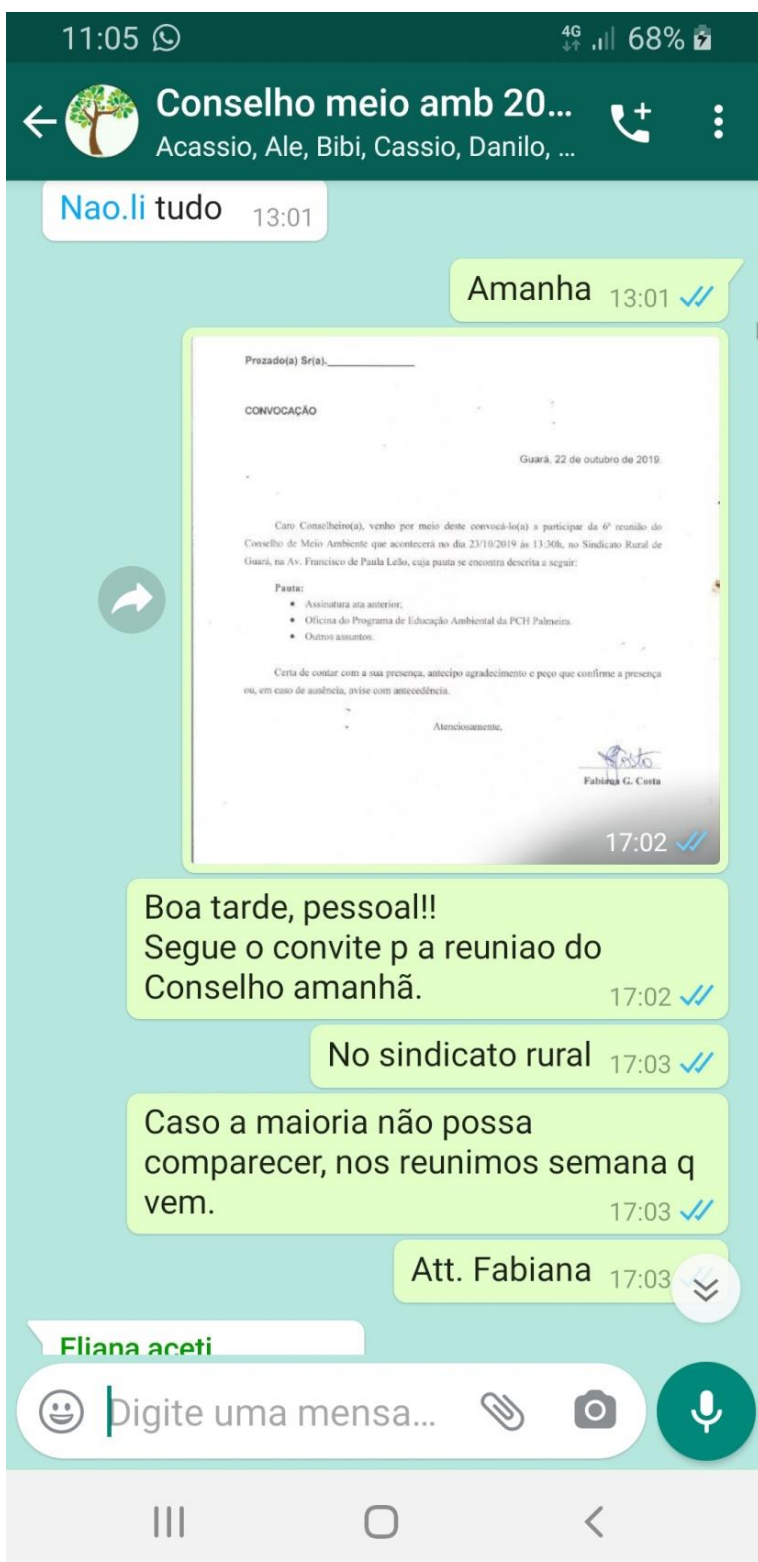 11:05
4G
68%
Conselho meio amb 20...
Acassio, Ale, Bibi, Cassio, Danilo, ...
Nao.li tudo 13:01
Amanha 13:01
Prezado(a) Sr(a).
CONVOCAÇÃO
Guará, 22 de outubro de 2019.
Caro Conselheiro(a), venho por meio deste convocá-lo(a) a participar da 6ª reunião do
Conselho de Meio Ambiente que acontecerá no dia 23/10/2019 às 13:30h, no Sindicato Rural de
Guará, na Av. Francisco de Paula Leão, cuja pauta se encontra descrita a seguir:
Pauta:
• Assinatura ata anterior;
• Oficina do Programa de Educação Ambiental da PCH Palmeira.
• Outros assuntos.
Certa de contar com a sua presença, antecipo agradecimento e peço que confirme a presença
ou, em caso de ausência, avise com antecedência.
Atenciosamente,
Fabiana G. Costa
17:02
Boa tarde, pessoal!!
Segue o convite p a reuniao do
Conselho amanhã. 17:02
No sindicato rural 17:03
Caso a maioria não possa
comparecer, nos reunimos semana q
vem. 17:03
Att. Fabiana 17:03
Eliana aceti
Digite uma mensa...